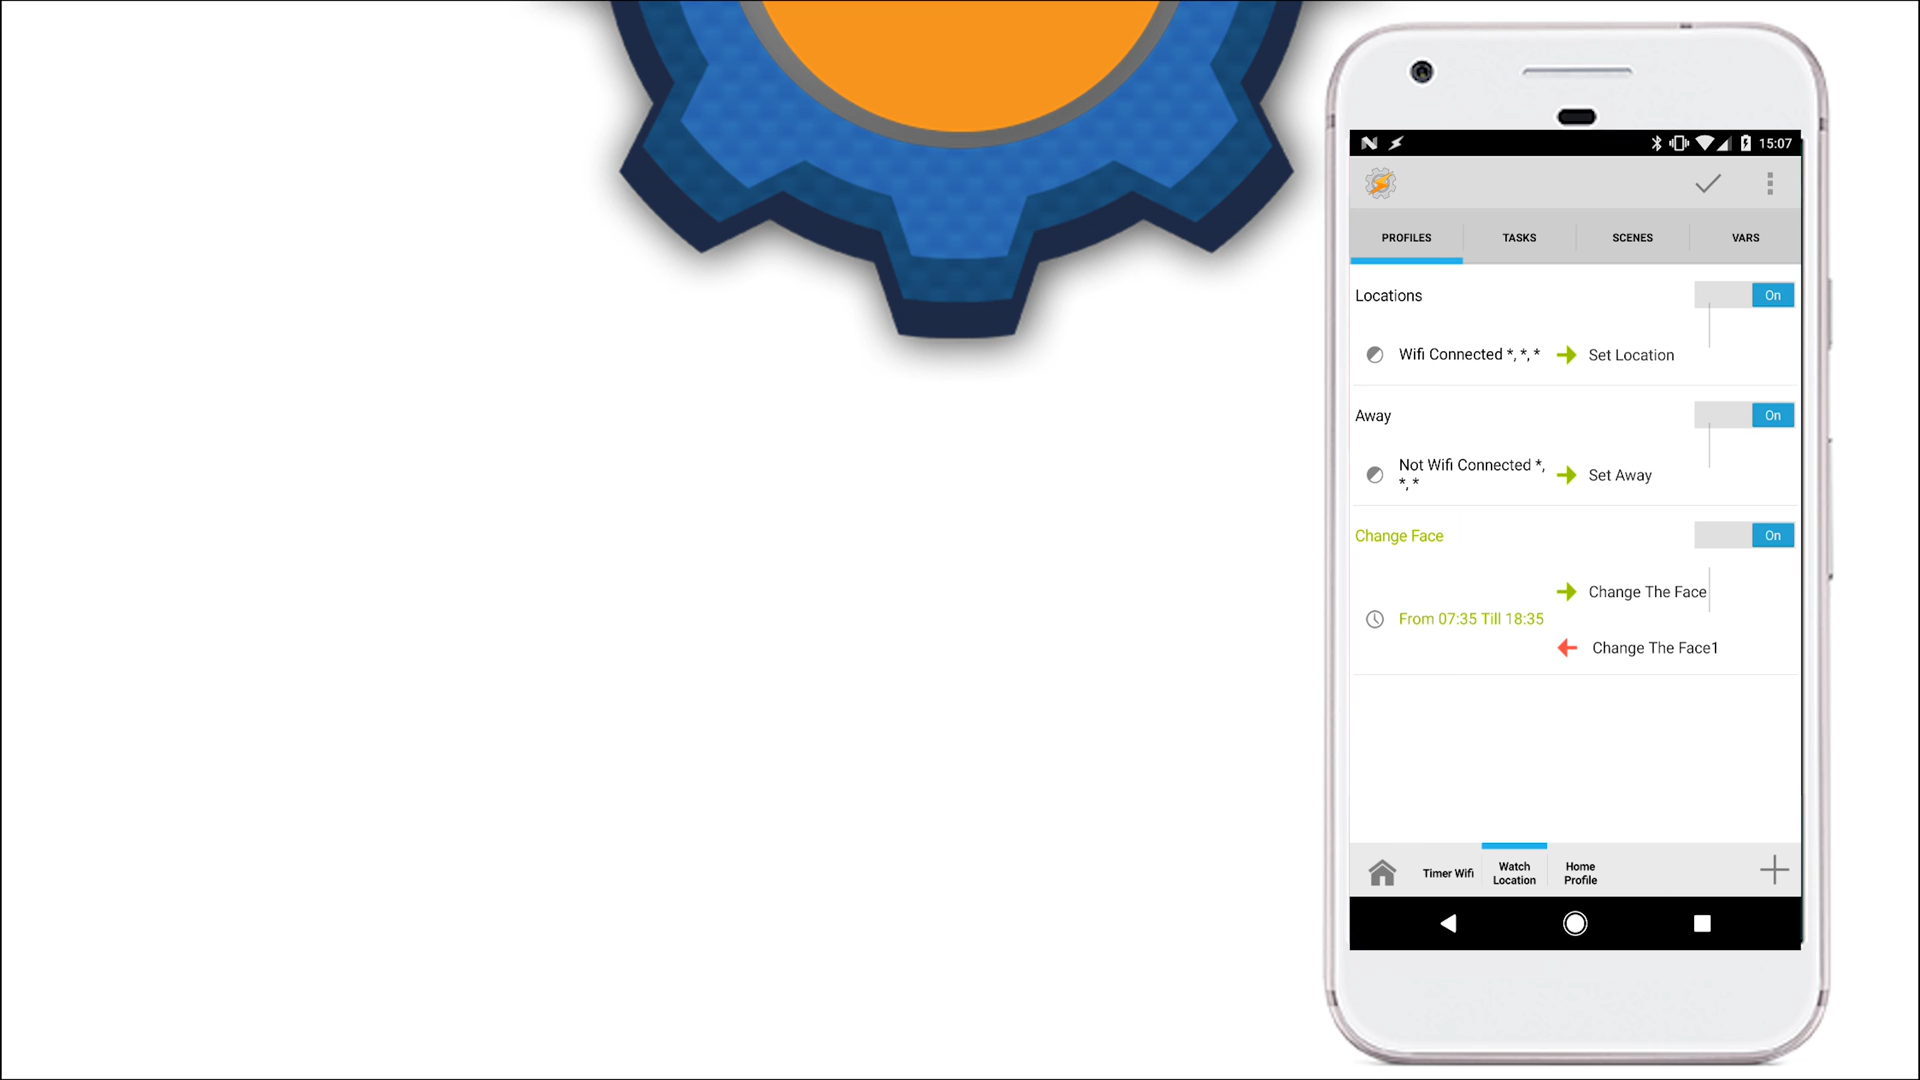 15:07
PROFILES TASKS SCENES VARS
Locations On
Wifi Connected *, *, * Set Location
Away On
Not Wifi Connected *,
*, * Set Away
Change Face On
Change The Face
From 07:35 Till 18:35
Change The Face1
Timer Wifi Watch Location Home Profile